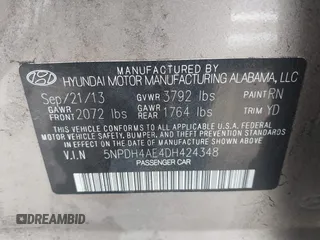 HYUNDAI MOTOR MANUFACTURING ALABAMA, LLC
Sep/21/13 GVWR 3792 lbs PAINT RN
GAWR FRONT 2072 lbs GAWR REAR 1764 lbs TRIM YD
THIS VEHICLE CONFORMS TO ALL APPLICABLE U.S. FEDERAL MOTOR VEHICLE SAFETY, BUMPER, AND THEFT PREVENTION STANDARDS IN EFFECT ON THE DATE OF MANUFACTURE SHOWN ABOVE.
V.I.N 5NPDH4AE4DH424348
PASSENGER CAR
© DREAMBID